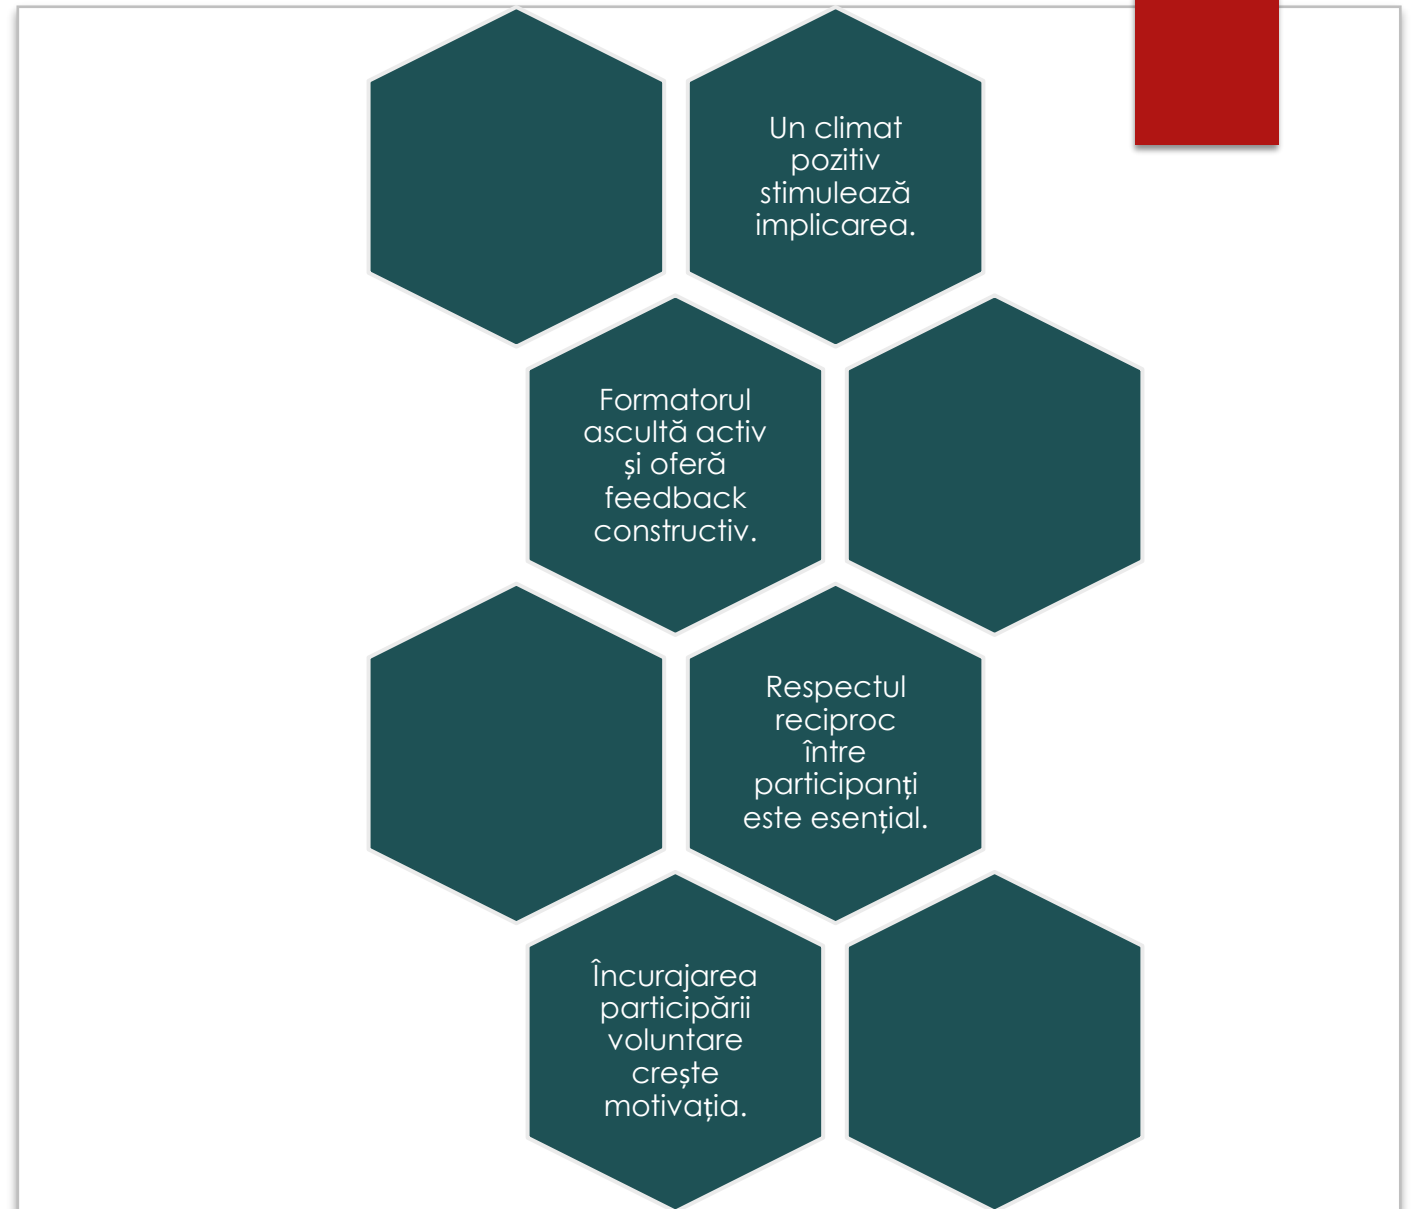 Un climat
pozitiv
stimulează
implicarea.
Formatorul
ascultă activ
și oferă
feedback
constructiv.
Respectul
reciproc
între
participanți
este esențial.
Încurajarea
participării
voluntare
crește
motivația.